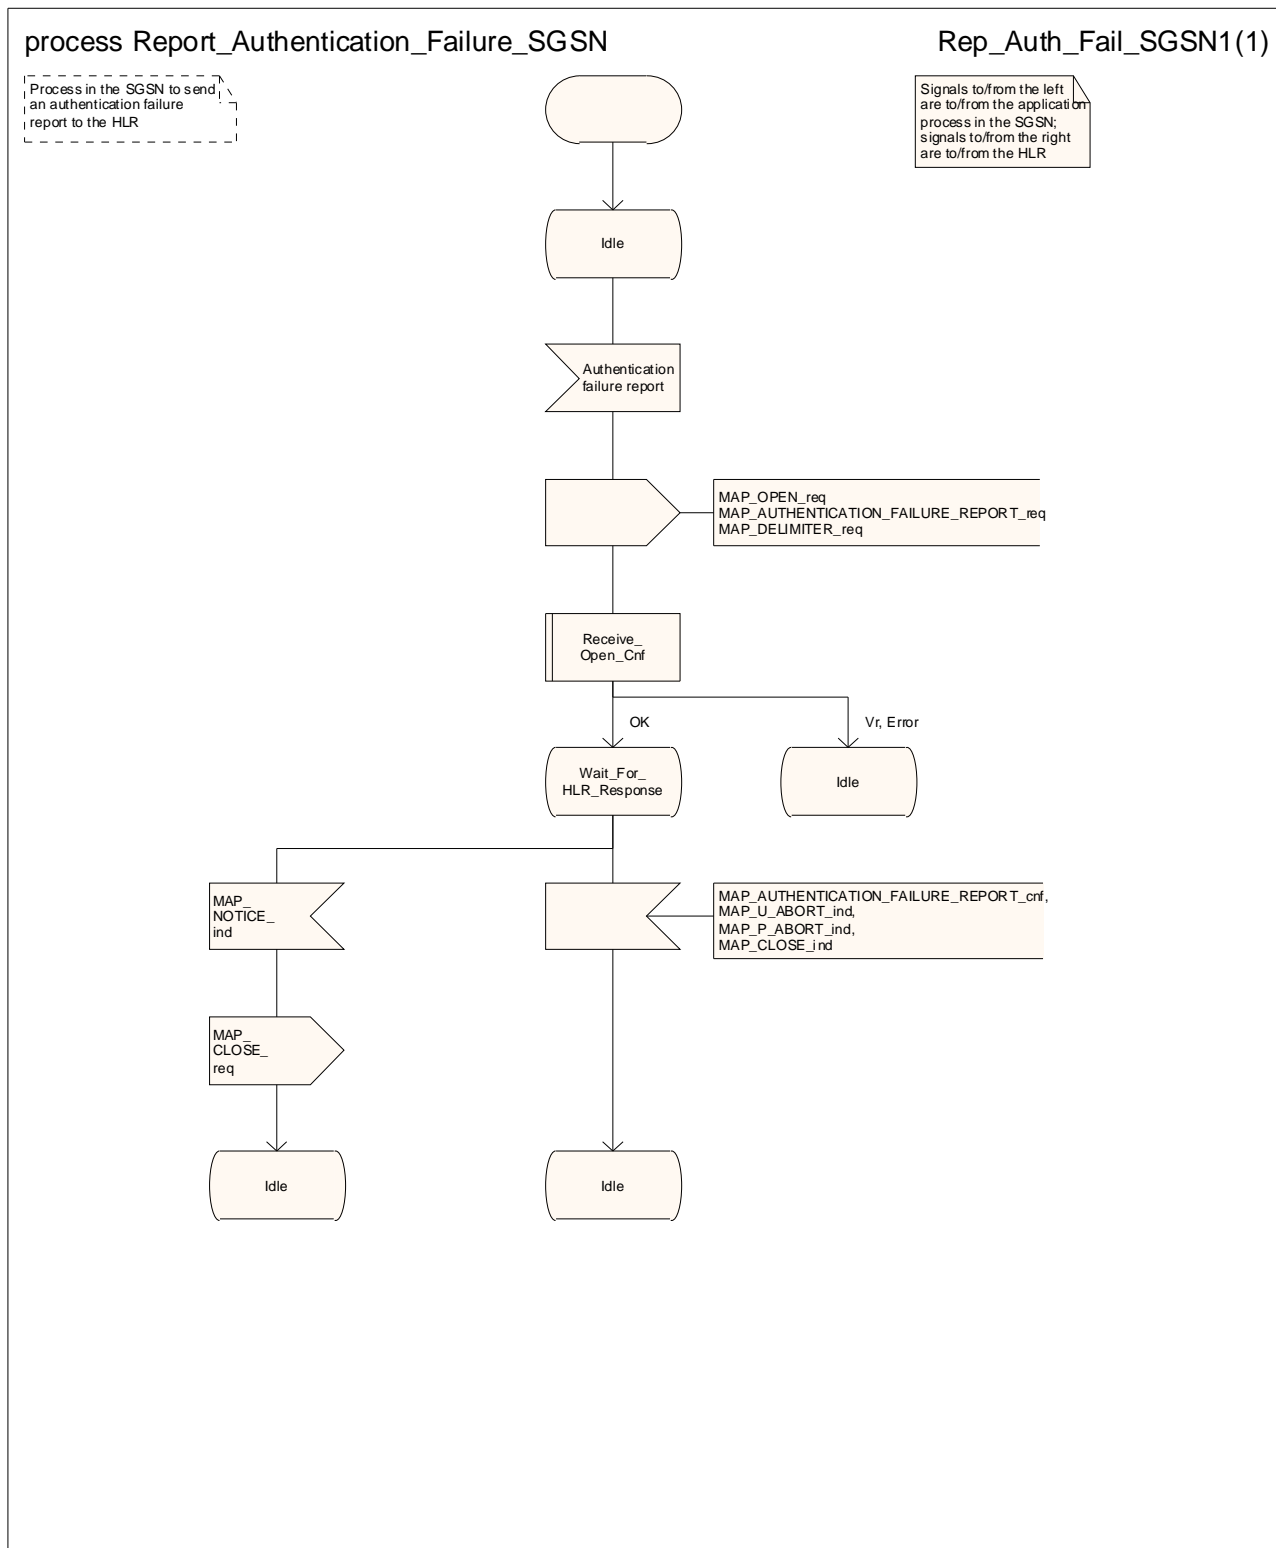 process Report_Authentication_Failure_SGSN
Rep_Auth_Fail_SGSN1(1)
Process in the SGSN to send
an authentication failure
report to the HLR
Signals to/from the left
are to/from the application
process in the SGSN;
signals to/from the right
are to/from the HLR
Idle
Authentication
failure report
MAP_OPEN_req
MAP_AUTHENTICATION_FAILURE_REPORT_req
MAP_DELIMITER_req
Receive_
Open_Cnf
OK
Vr, Error
Wait_For_
HLR_Response
Idle
MAP_
NOTICE_
ind
MAP_AUTHENTICATION_FAILURE_REPORT_cnf,
MAP_U_ABORT_ind,
MAP_P_ABORT_ind,
MAP_CLOSE_ind
MAP_
CLOSE_
req
Idle
Idle